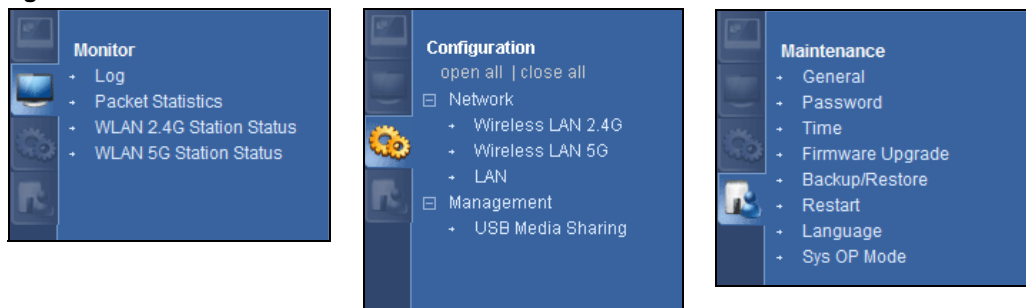 Monitor
Log
Packet Statistics
WLAN 2.4G Station Status
WLAN 5G Station Status
Configuration
open all | close all
Network
Wireless LAN 2.4G
Wireless LAN 5G
LAN
Management
USB Media Sharing
Maintenance
General
Password
Time
Firmware Upgrade
Backup/Restore
Restart
Language
Sys OP Mode